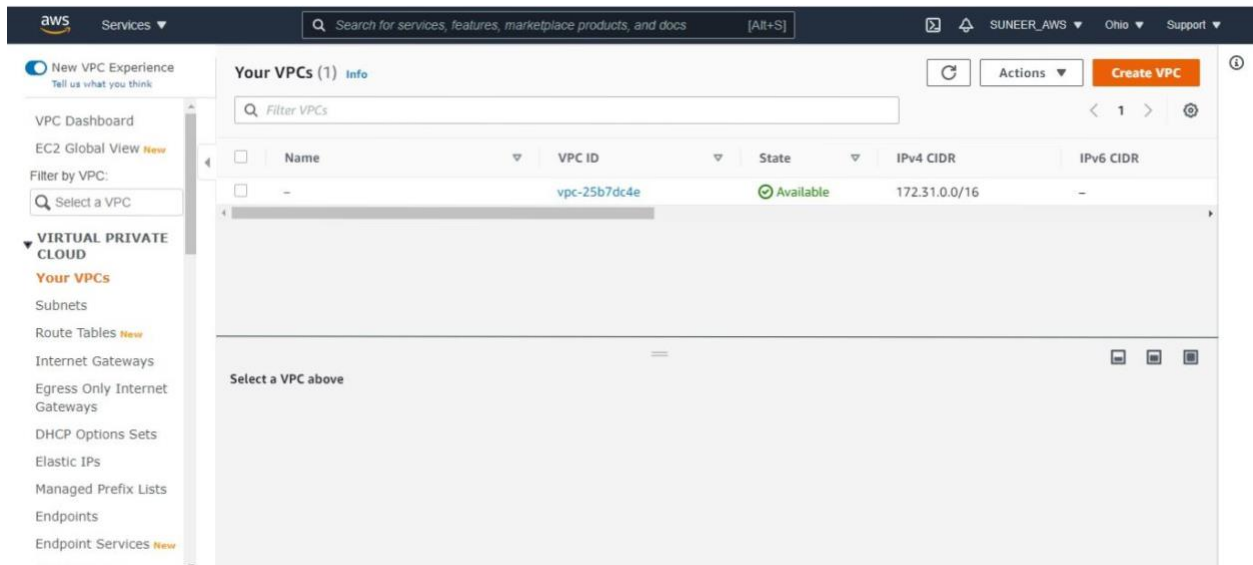 aws Services Search for services, features, marketplace products, and docs [Alt+S] SUNEER_AWS Ohio Support
New VPC Experience
Tell us what you think
VPC Dashboard
EC2 Global View New
Filter by VPC:
Select a VPC
VIRTUAL PRIVATE
CLOUD
Your VPCs
Subnets
Route Tables New
Internet Gateways
Egress Only Internet
Gateways
DHCP Options Sets
Elastic IPs
Managed Prefix Lists
Endpoints
Endpoint Services New
Your VPCs (1) Info
Actions Create VPC
Filter VPCs
1
Name VPC ID State IPv4 CIDR IPv6 CIDR
– vpc-25b7dc4e Available 172.31.0.0/16 –
Select a VPC above